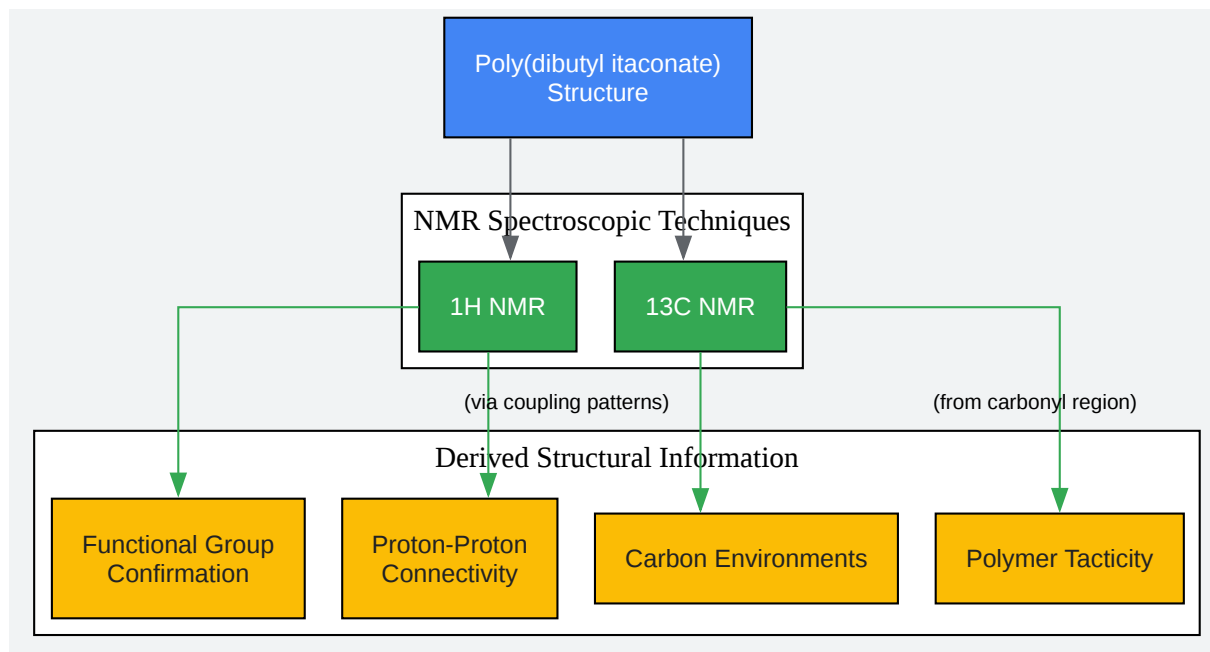 Poly(dibutyl itaconate)
Structure
NMR Spectroscopic Techniques
1H NMR
13C NMR
(via coupling patterns)
(from carbonyl region)
Derived Structural Information
Functional Group
Confirmation
Proton-Proton
Connectivity
Carbon Environments
Polymer Tacticity